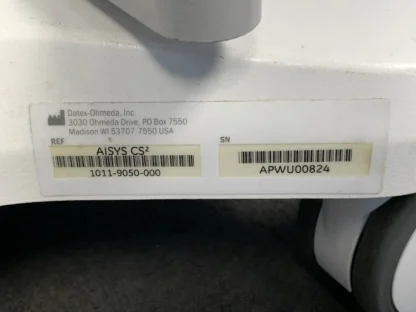 Datex-Ohmeda, Inc.
3030 Ohmeda Drive, PO Box 7550
Madison WI 53707 7550 USA
REF
AISYS CS²
1011-9050-000
SN
APWU00824